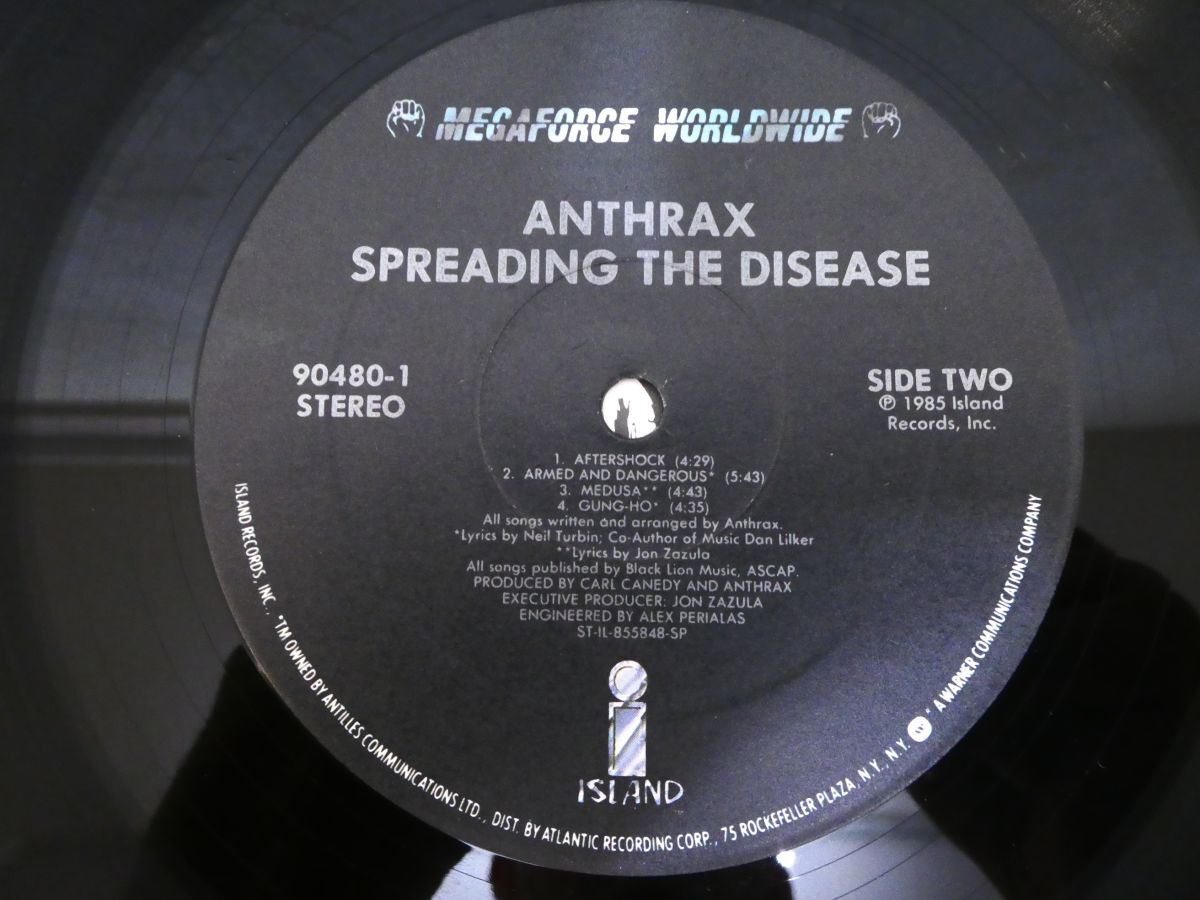 MEGAFORCE WORLDWIDE
ANTHRAX
SPREADING THE DISEASE
90480-1
STEREO
SIDE TWO
℗ 1985 Island
Records, Inc.
1. AFTERSHOCK (4:29)
2. ARMED AND DANGEROUS* (5:43)
3. MEDUSA** (4:43)
4. GUNG-HO* (4:35)
All songs written and arranged by Anthrax.
*Lyrics by Neil Turbin; Co-Author of Music Dan Lilker
**Lyrics by Jon Zazula
All songs published by Black Lion Music, ASCAP.
PRODUCED BY CARL CANEDY AND ANTHRAX
EXECUTIVE PRODUCER: JON ZAZULA
ENGINEERED BY ALEX PERIALAS
ST-IL-855848-SP
i
ISLAND
ISLAND RECORDS, INC., *TM OWNED BY ANTILLES COMMUNICATIONS LTD., DIST. BY ATLANTIC RECORDING CORP., 75 ROCKEFELLER PLAZA, N.Y., N.Y. W * A WARNER COMMUNICATIONS COMPANY